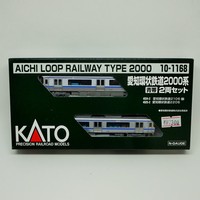 AICHI LOOP RAILWAY TYPE 2000 10-1168
愛知環状鉄道2000系
2両セット
KATO
PRECISION RAILROAD MODELS
N-GAUGE